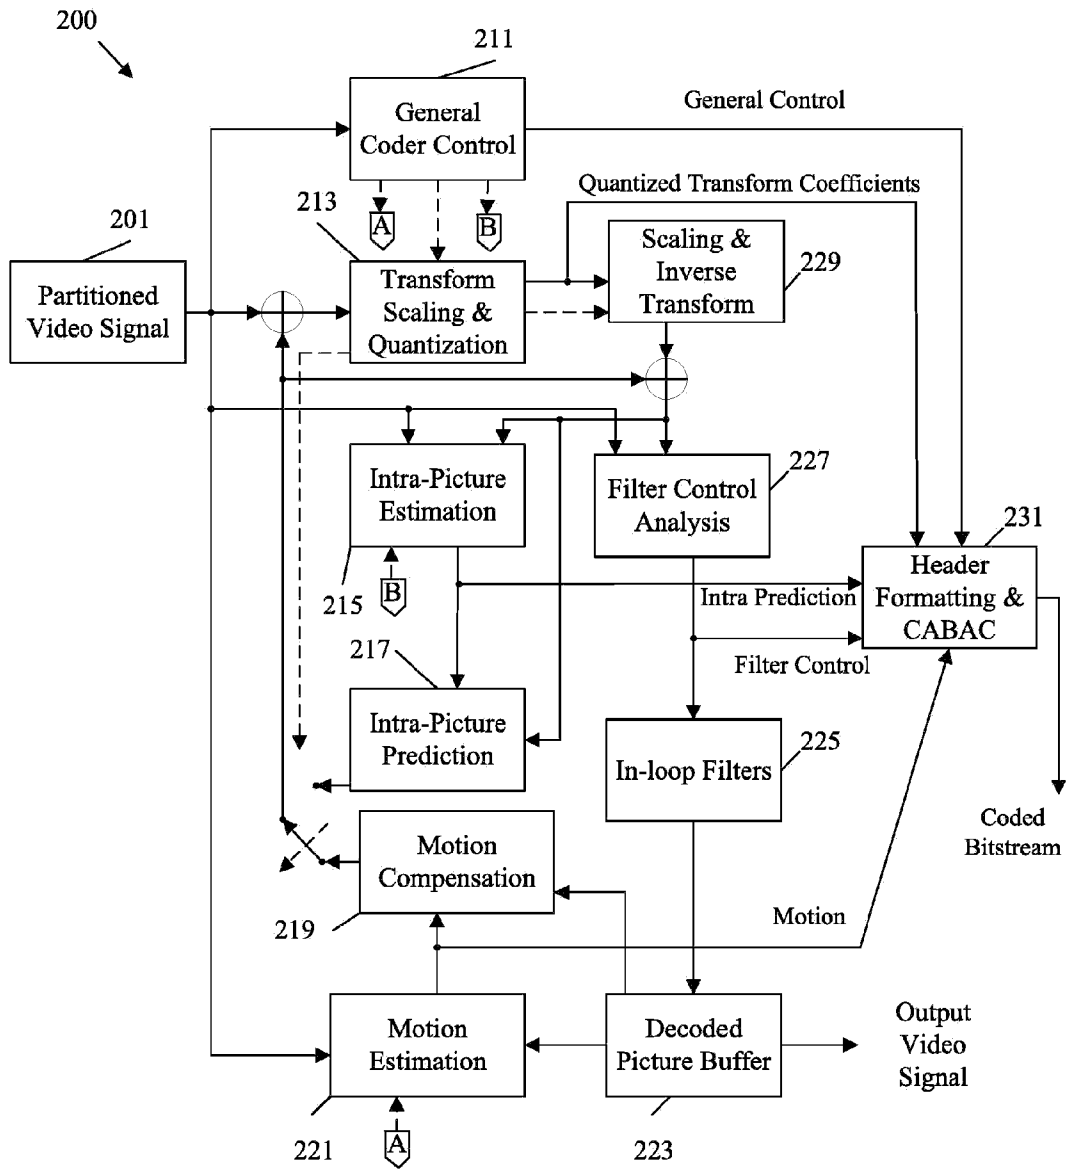 200
211
General
Coder Control
General Control
A
B
Quantized Transform Coefficients
201
Partitioned
Video Signal
213
Transform
Scaling &
Quantization
Scaling &
Inverse
Transform
229
Intra-Picture
Estimation
215
B
Filter Control
Analysis
227
231
Header
Formatting &
CABAC
Intra Prediction
Filter Control
217
Intra-Picture
Prediction
In-loop Filters
225
Coded
Bitstream
Motion
Compensation
219
Motion
Motion
Estimation
221
A
Decoded
Picture Buffer
223
Output
Video
Signal